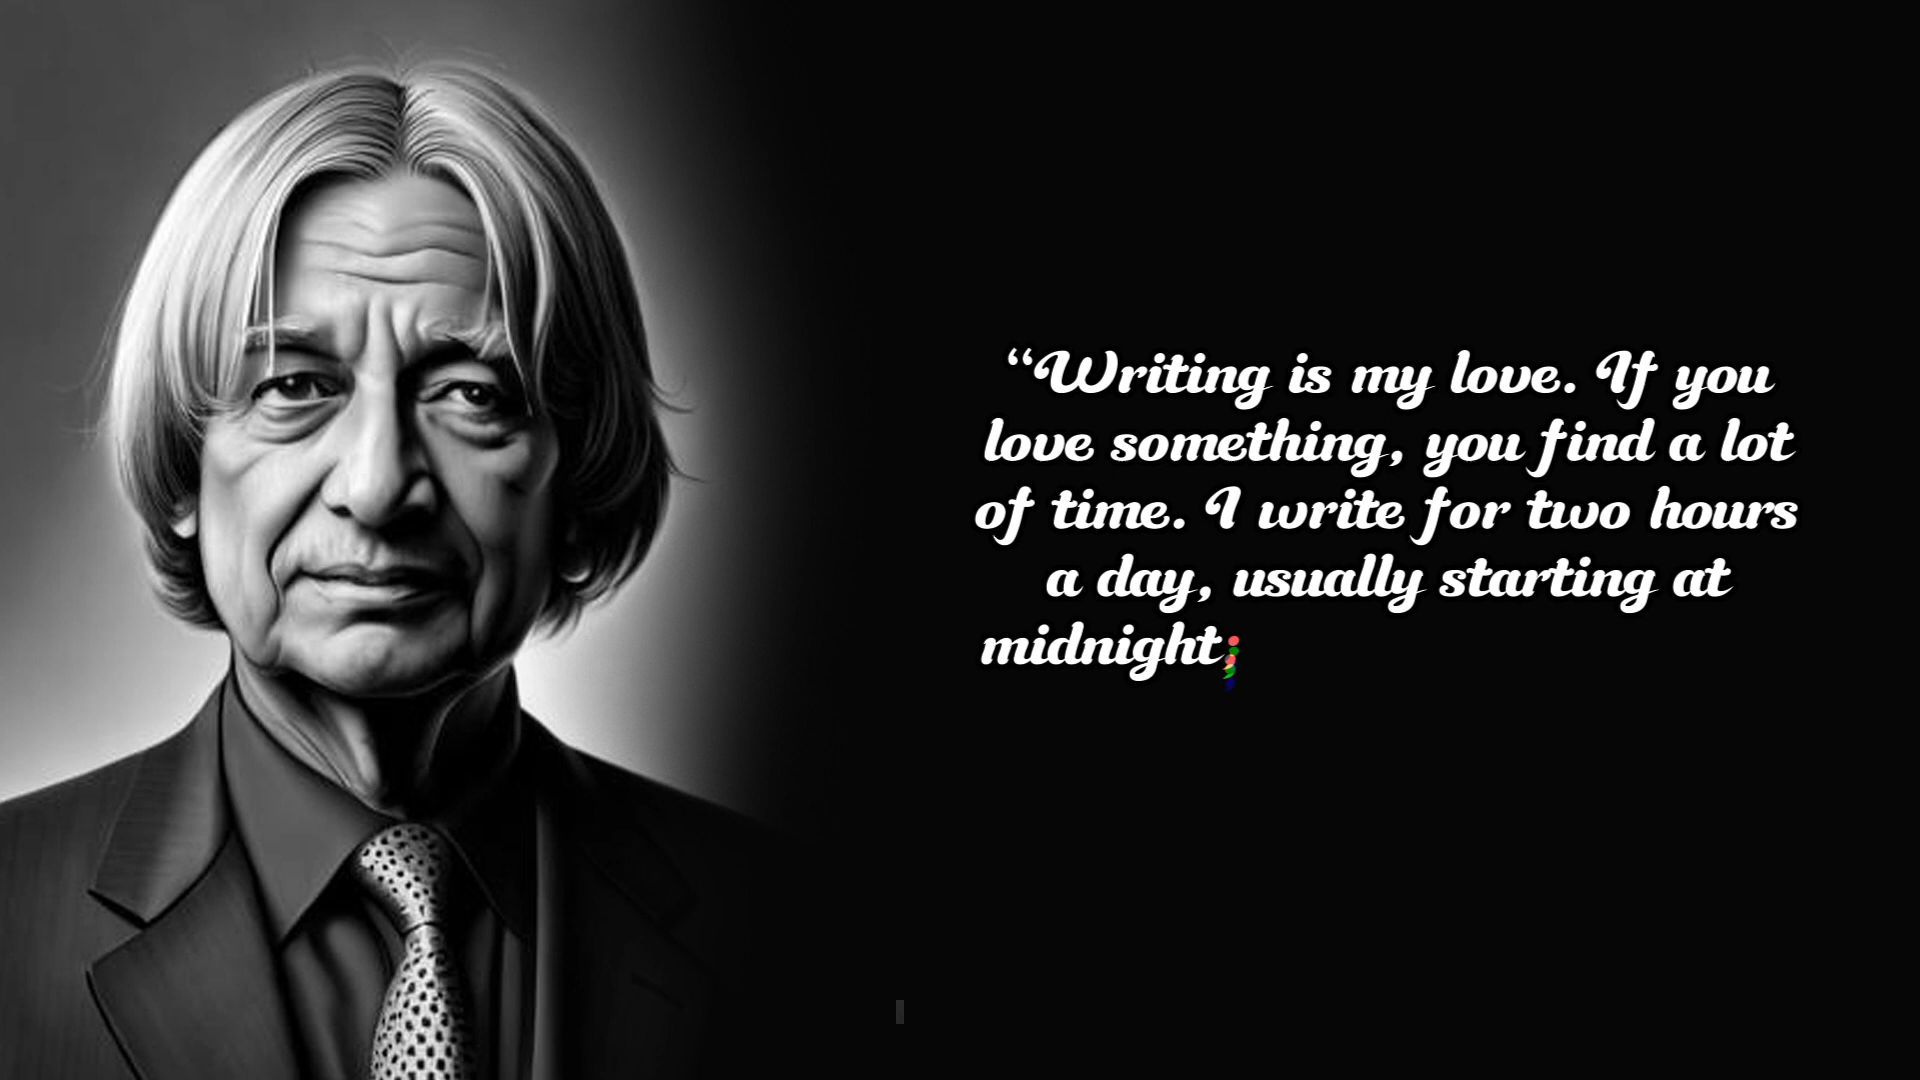 “Writing is my love. If you
love something, you find a lot
of time. I write for two hours
a day, usually starting at
midnight;